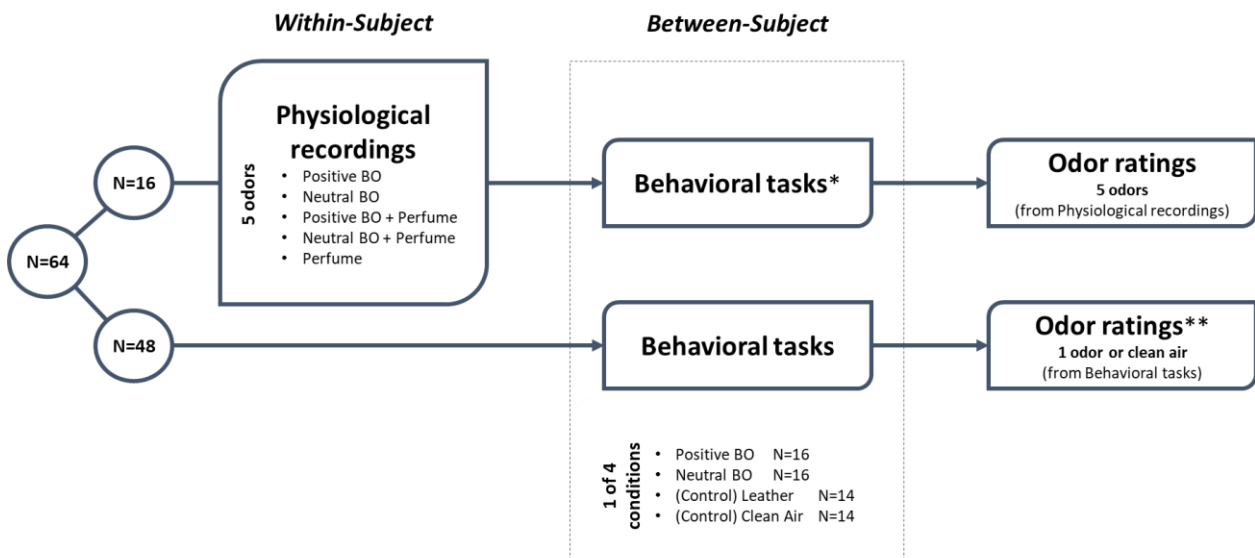 Within-Subject
Between-Subject
N=64
N=16
N=48
5 odors
Physiological
recordings
• Positive BO
• Neutral BO
• Positive BO + Perfume
• Neutral BO + Perfume
• Perfume
Behavioral tasks*
Odor ratings
5 odors
(from Physiological recordings)
Behavioral tasks
Odor ratings**
1 odor or clean air
(from Behavioral tasks)
1 of 4
conditions
• Positive BO N=16
• Neutral BO N=16
• (Control) Leather N=14
• (Control) Clean Air N=14